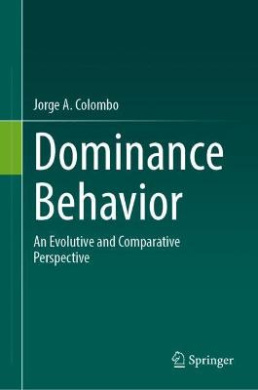 Jorge A. Colombo
Dominance
Behavior
An Evolutive and Comparative
Perspective
Springer